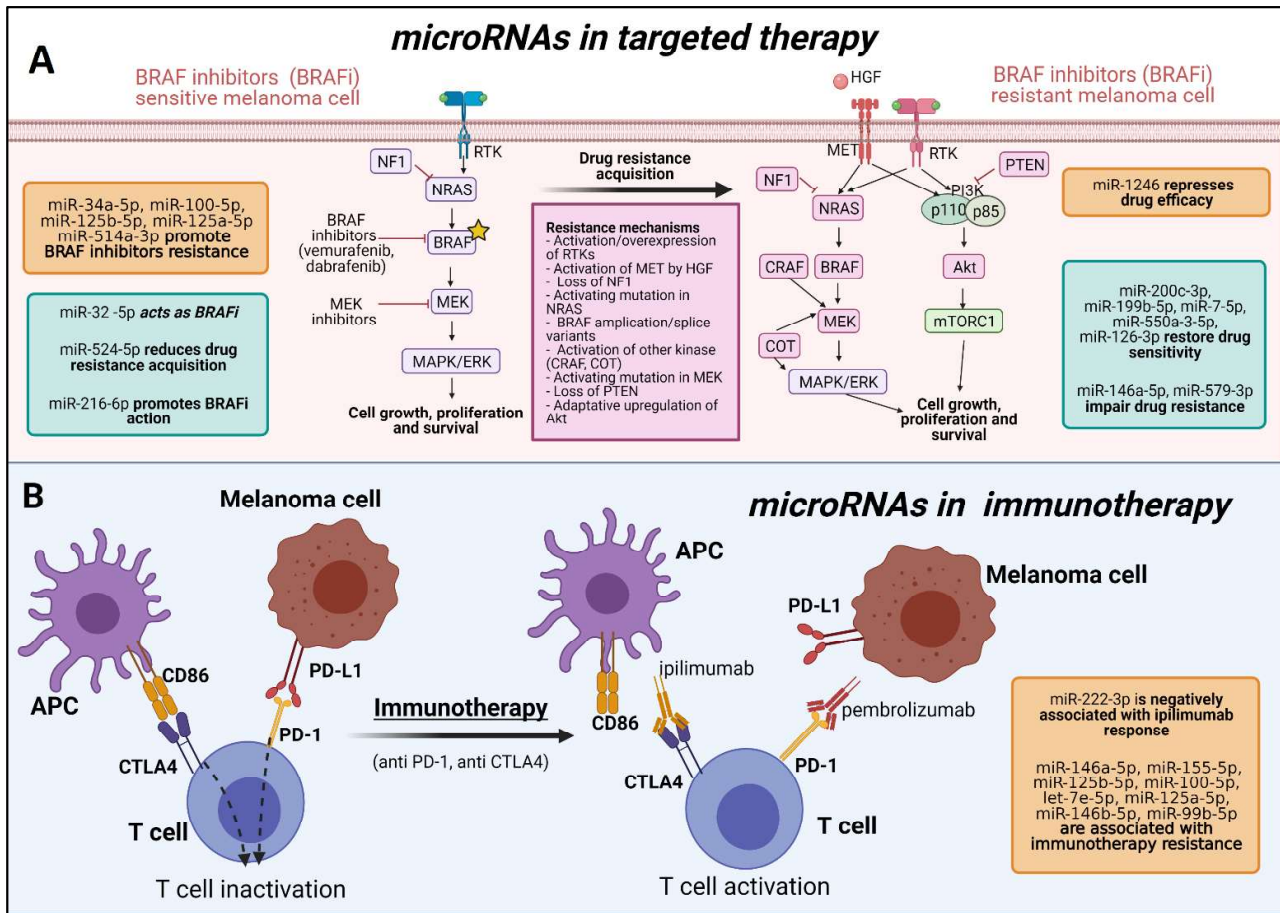 microRNAs in targeted therapy
A
BRAF inhibitors (BRAFi)
sensitive melanoma cell
RTK
NF1
NRAS
BRAF
inhibitors
(vemurafenib,
dabrafenib)
BRAF
MEK
inhibitors
MEK
MAPK/ERK
Cell growth, proliferation
and survival
miR-34a-5p, miR-100-5p,
miR-125b-5p, miR-125a-5p
miR-514a-3p promote
BRAF inhibitors resistance
miR-32 -5p acts as BRAFi
miR-524-5p reduces drug
resistance acquisition
miR-216-6p promotes BRAFi
action
Drug resistance
acquisition
Resistance mechanisms
- Activation/overexpression
of RTKs
- Activation of MET by HGF
- Loss of NF1
- Activating mutation in
NRAS
- BRAF amplication/splice
variants
- Activation of other kinase
(CRAF, COT)
- Activating mutation in MEK
- Loss of PTEN
- Adaptative upregulation of
Akt
HGF
BRAF inhibitors (BRAFi)
resistant melanoma cell
MET
RTK
NF1
PTEN
NRAS
PI3K
p110
p85
CRAF
BRAF
Akt
MEK
mTORC1
COT
MAPK/ERK
Cell growth,
proliferation and
survival
miR-1246 represses
drug efficacy
miR-200c-3p,
miR-199b-5p, miR-7-5p,
miR-550a-3-5p,
miR-126-3p restore drug
sensitivity
miR-146a-5p, miR-579-3p
impair drug resistance
B
microRNAs in immunotherapy
Melanoma cell
APC
CD86
PD-L1
PD-1
CTLA4
T cell
T cell inactivation
Immunotherapy
(anti PD-1, anti CTLA4)
APC
Melanoma cell
PD-L1
ipilimumab
CD86
pembrolizumab
PD-1
CTLA4
T cell
T cell activation
miR-222-3p is negatively
associated with ipilimumab
response
miR-146a-5p, miR-155-5p,
miR-125b-5p, miR-100-5p,
let-7e-5p, miR-125a-5p,
miR-146b-5p, miR-99b-5p
are associated with
immunotherapy resistance